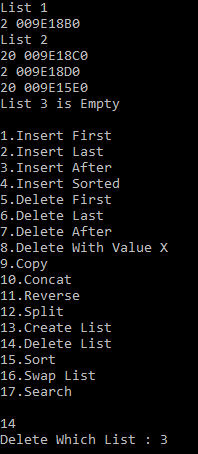 List 1
2 009E18B0
List 2
20 009E18C0
2 009E18D0
20 009E15E0
List 3 is Empty
1.Insert First
2.Insert Last
3.Insert After
4.Insert Sorted
5.Delete First
6.Delete Last
7.Delete After
8.Delete With Value X
9.Copy
10.Concat
11.Reverse
12.Split
13.Create List
14.Delete List
15.Sort
16.Swap List
17.Search
14
Delete Which List : 3